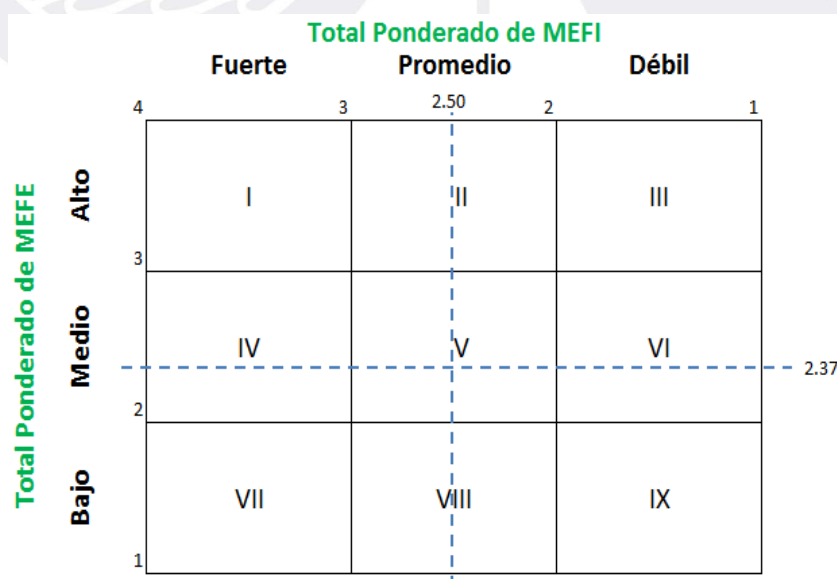 Total Ponderado de MEFI
Fuerte Promedio Débil
4 3 2.50 2 1
Total Ponderado de MEFE
Alto
I II III
3
Medio
IV V VI
2.37
2
Bajo
VII VIII IX
1